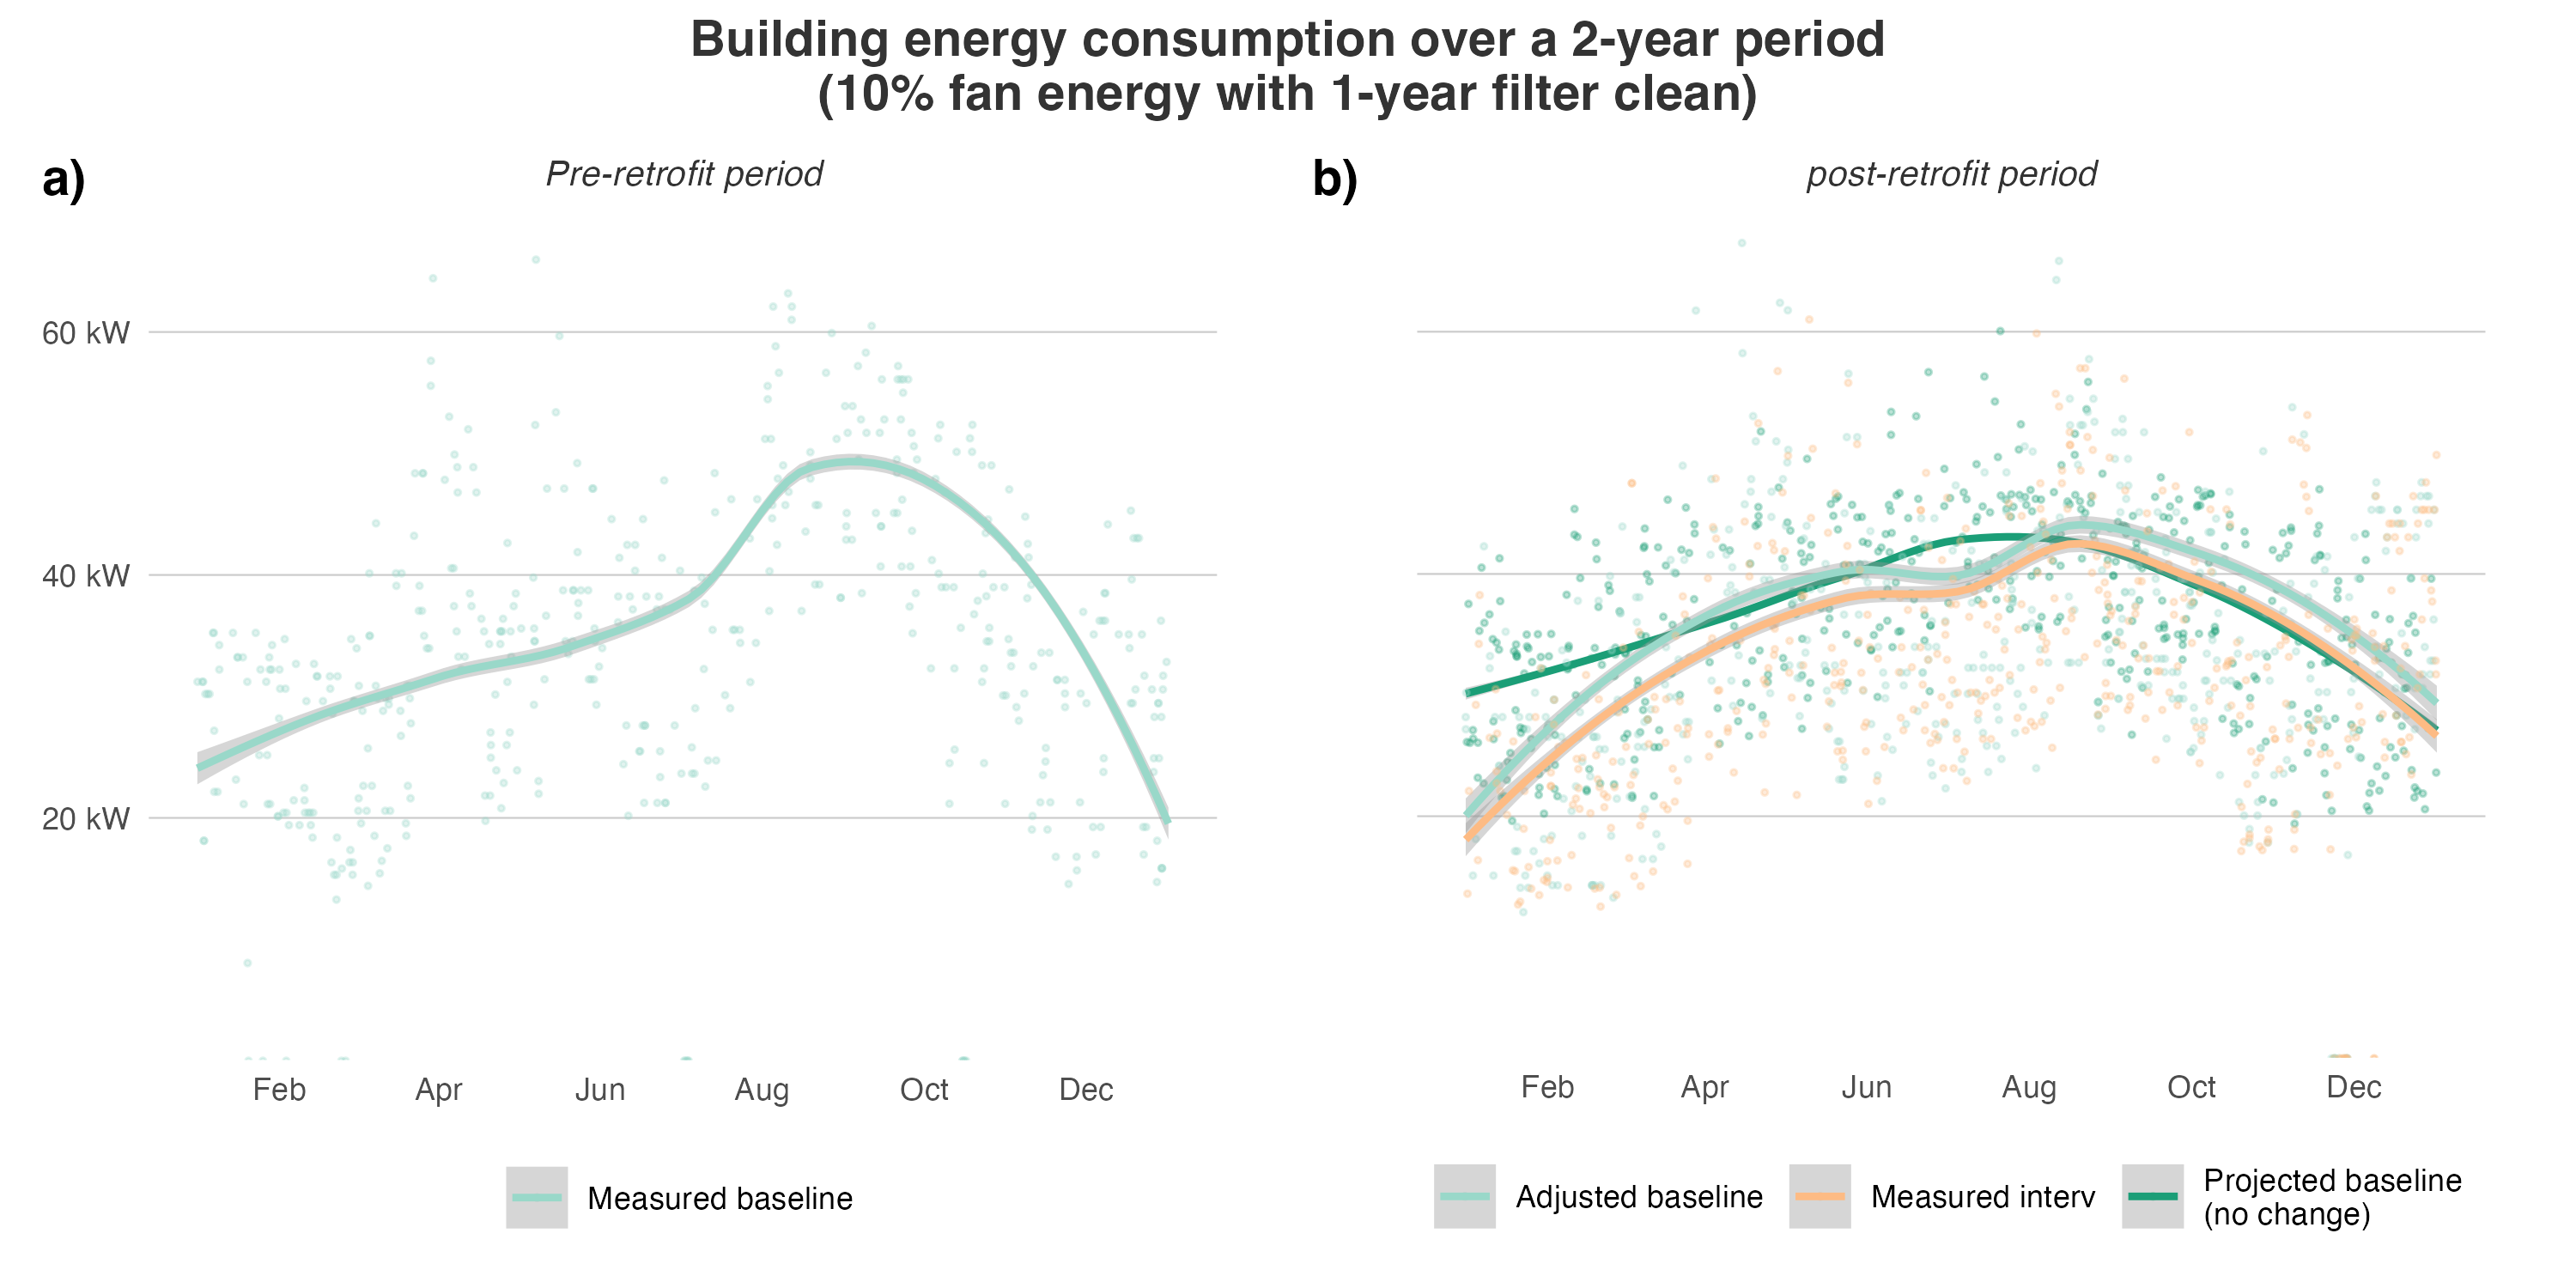 Building energy consumption over a 2-year period
(10% fan energy with 1-year filter clean)
a)
Pre-retrofit period
60 kW
40 kW
20 kW
Feb Apr Jun Aug Oct Dec
Measured baseline
b)
post-retrofit period
Feb Apr Jun Aug Oct Dec
Adjusted baseline
Measured interv
Projected baseline
(no change)